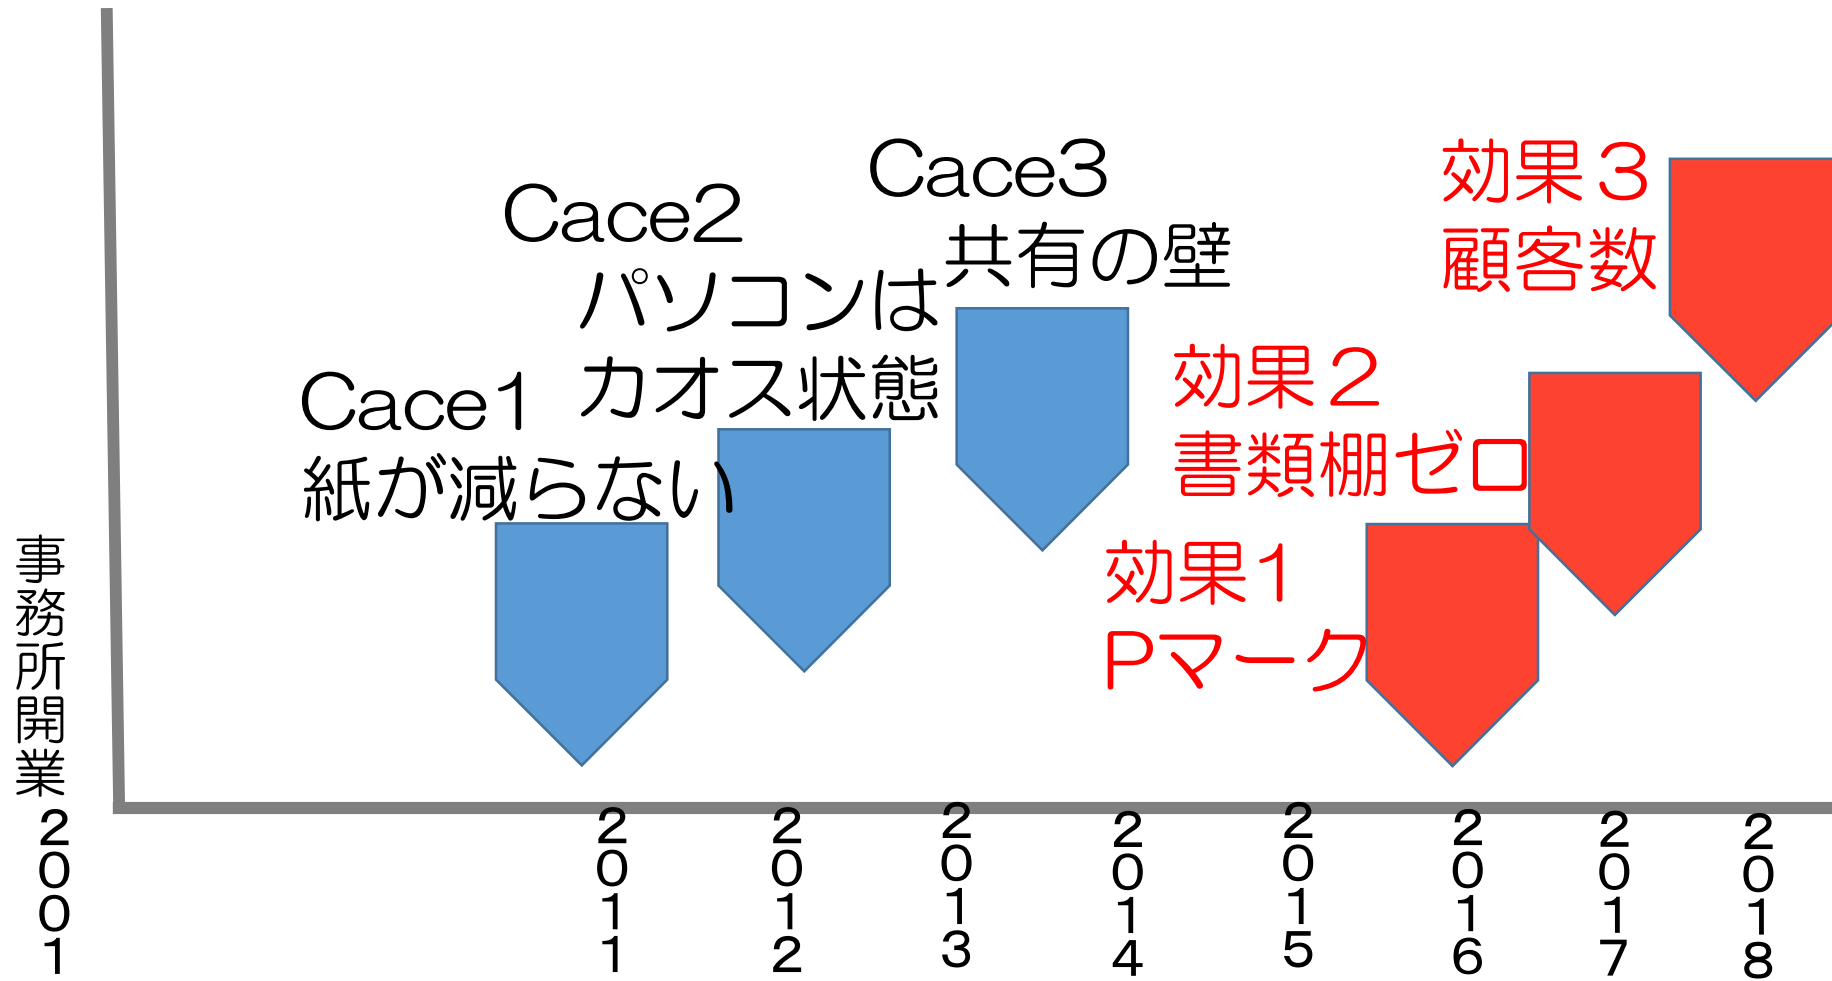 Cace1
紙が減らない
Cace2
パソコンは
カオス状態
Cace3
共有の壁
効果1
Pマーク
効果２
書類棚ゼロ
効果３
顧客数
事務所開業
2001
2011
2012
2013
2014
2015
2016
2017
2018